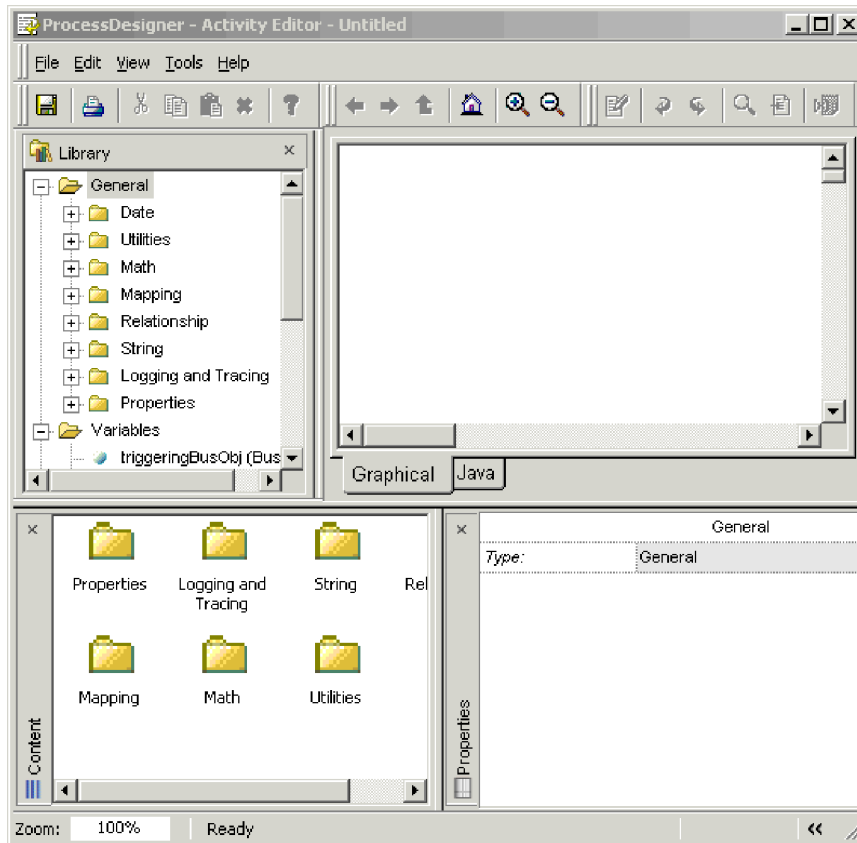 ProcessDesigner - Activity Editor - Untitled
File Edit View Tools Help
Library
General
Date
Utilities
Math
Mapping
Relationship
String
Logging and Tracing
Properties
Variables
triggeringBusObj (Bus
Graphical Java
Content
Properties
Logging and
Tracing
String
Rel
Mapping
Math
Utilities
Properties
General
Type: General
Zoom: 100% Ready